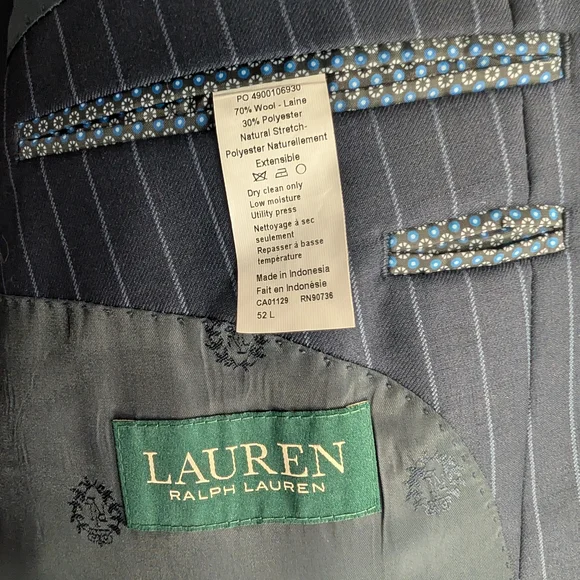 PO 4900106930
70% Wool - Laine
30% Polyester
Natural Stretch-
Polyester Naturellement
Extensible
Dry clean only
Low moisture
Utility press
Nettoyage à sec
seulement
Repasser à basse
température
Made in Indonesia
Fait en Indonésie
CA01129 RN90736
52 L
LAUREN
RALPH LAUREN